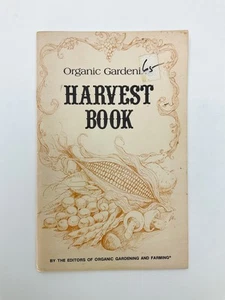 Organic Gardeni
65
HARVEST
BOOK
BY THE EDITORS OF ORGANIC GARDENING AND FARMING®